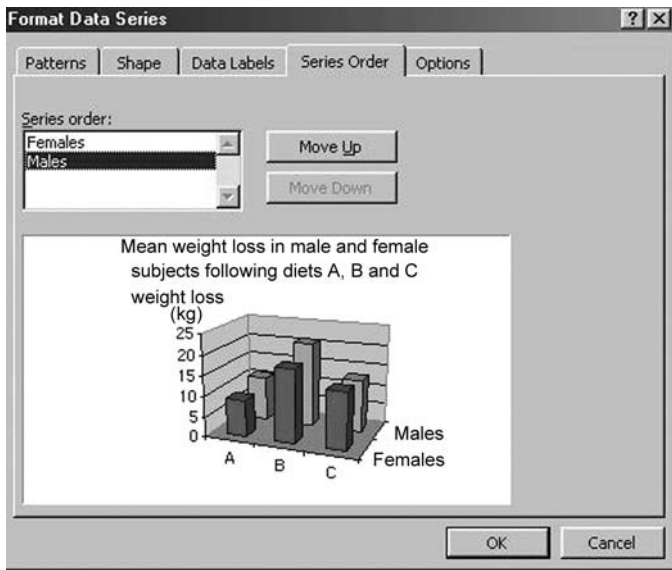 Format Data Series
Patterns Shape Data Labels Series Order Options
Series order:
Females
Males
Move Up
Move Down
Mean weight loss in male and female
subjects following diets A, B and C
weight loss
(kg)
25
20
15
10
5
0
A B C
Males
Females
OK Cancel